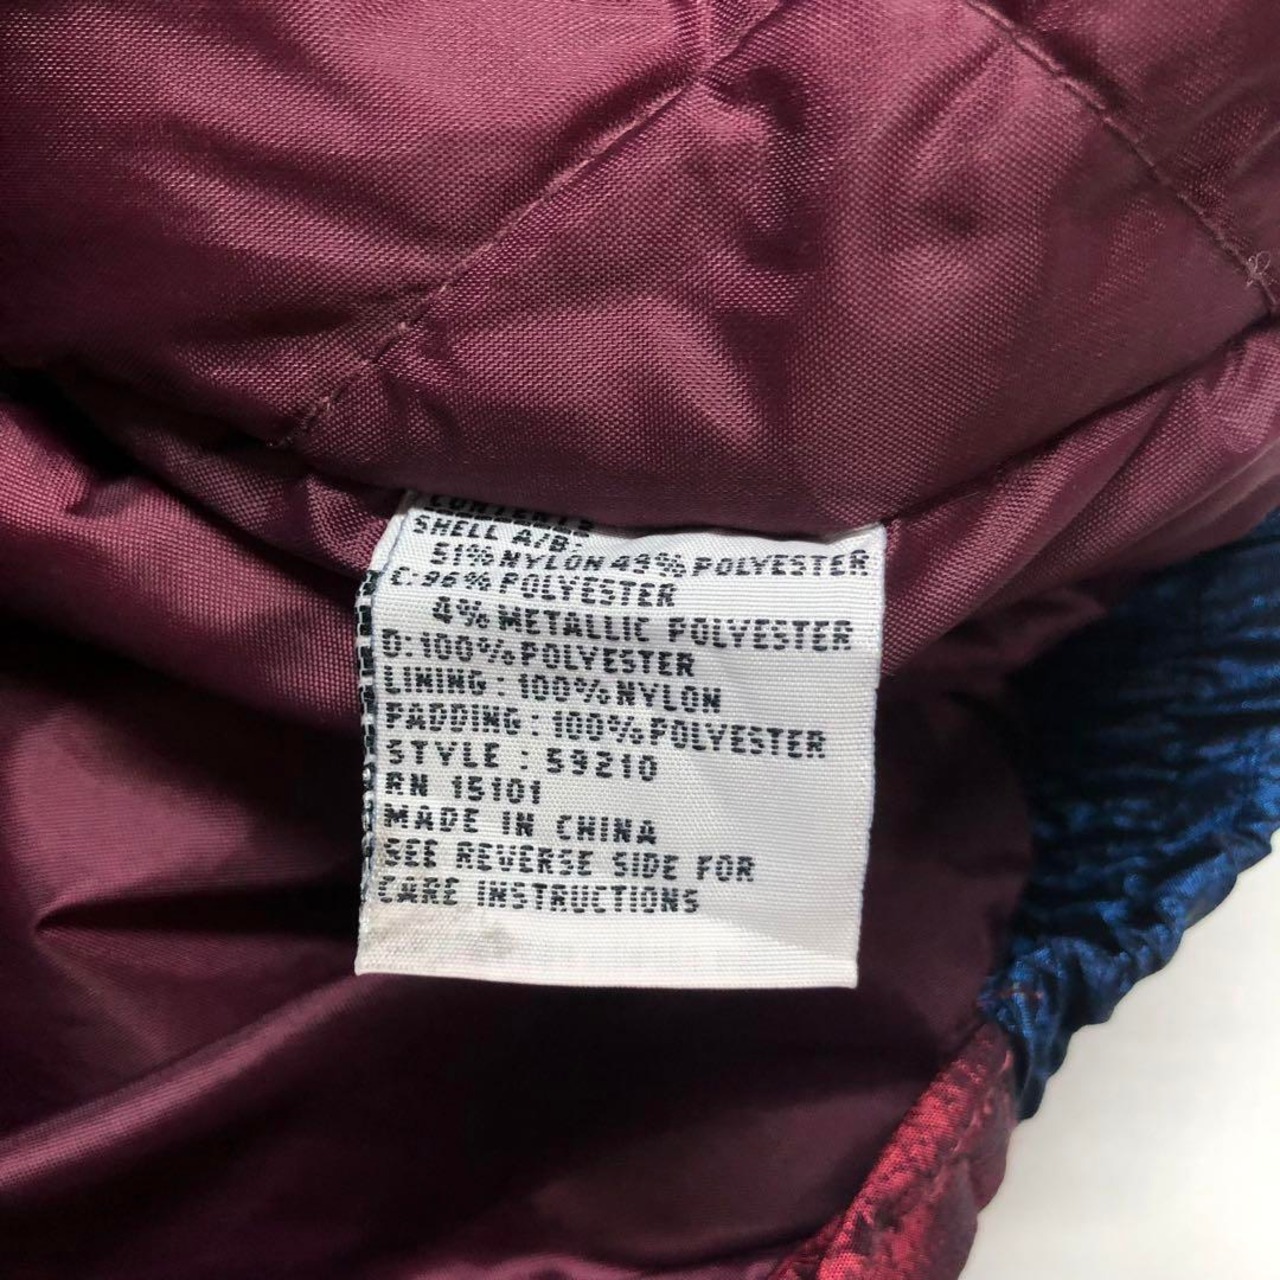 CONTENTS
SHELL A/B:
51% NYLON 49% POLYESTER
C: 96% POLYESTER
4% METALLIC POLYESTER
D: 100% POLYESTER
LINING : 100% NYLON
PADDING : 100% POLYESTER
STYLE : 59210
RN 15101
MADE IN CHINA
SEE REVERSE SIDE FOR
CARE INSTRUCTIONS